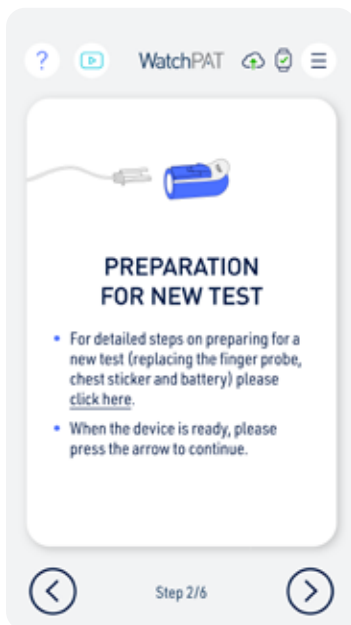 ?
WatchPAT
PREPARATION
FOR NEW TEST
• For detailed steps on preparing for a
new test (replacing the finger probe,
chest sticker and battery) please
click here.
• When the device is ready, please
press the arrow to continue.
Step 2/6